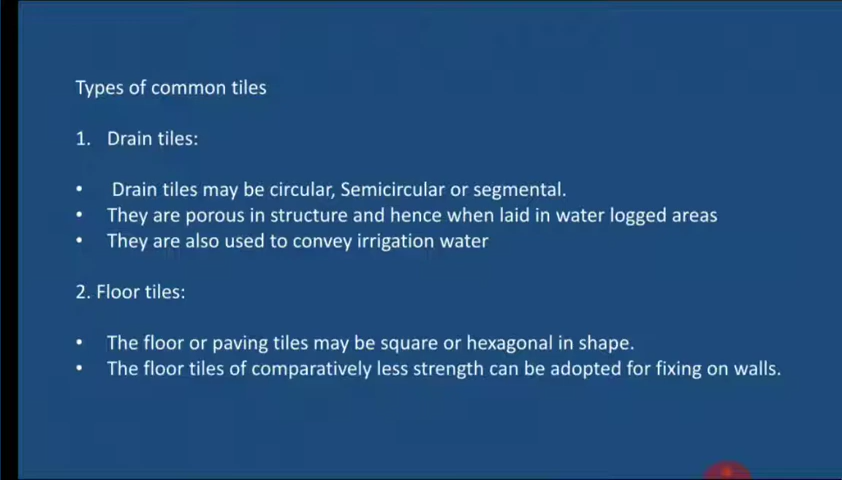 Types of common tiles
1. Drain tiles:
• Drain tiles may be circular, Semicircular or segmental.
• They are porous in structure and hence when laid in water logged areas
• They are also used to convey irrigation water
2. Floor tiles:
• The floor or paving tiles may be square or hexagonal in shape.
• The floor tiles of comparatively less strength can be adopted for fixing on walls.